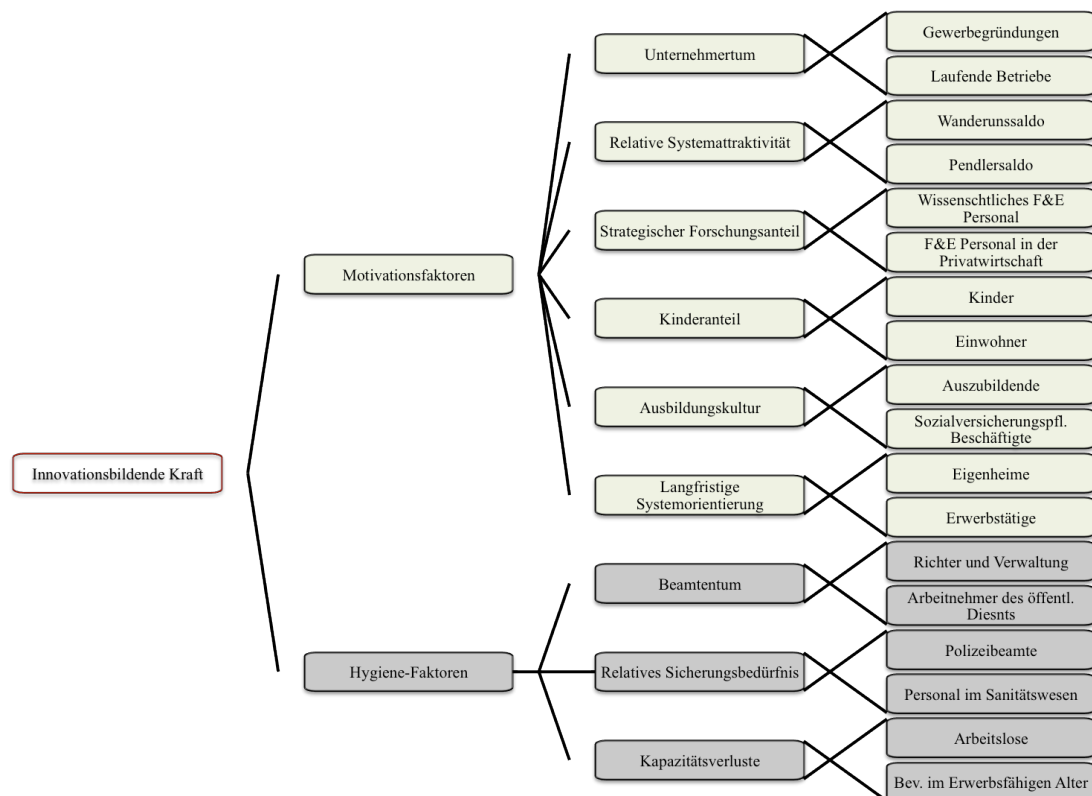 Innovationsbildende Kraft
Motivationsfaktoren
Unternehmertum
Gewerbegründungen
Laufende Betriebe
Relative Systemattraktivität
Wanderunssaldo
Pendlersaldo
Strategischer Forschungsanteil
Wissenschtliches F&E
Personal
F&E Personal in der
Privatwirtschaft
Kinderanteil
Kinder
Einwohner
Ausbildungskultur
Auszubildende
Sozialversicherungspfl.
Beschäftigte
Langfristige
Systemorientierung
Eigenheime
Erwerbstätige
Hygiene-Faktoren
Beamtentum
Richter und Verwaltung
Arbeitnehmer des öffentl.
Diesnts
Relatives Sicherungsbedürfnis
Polizeibeamte
Personal im Sanitätswesen
Kapazitätsverluste
Arbeitslose
Bev. im Erwerbsfähigen Alter